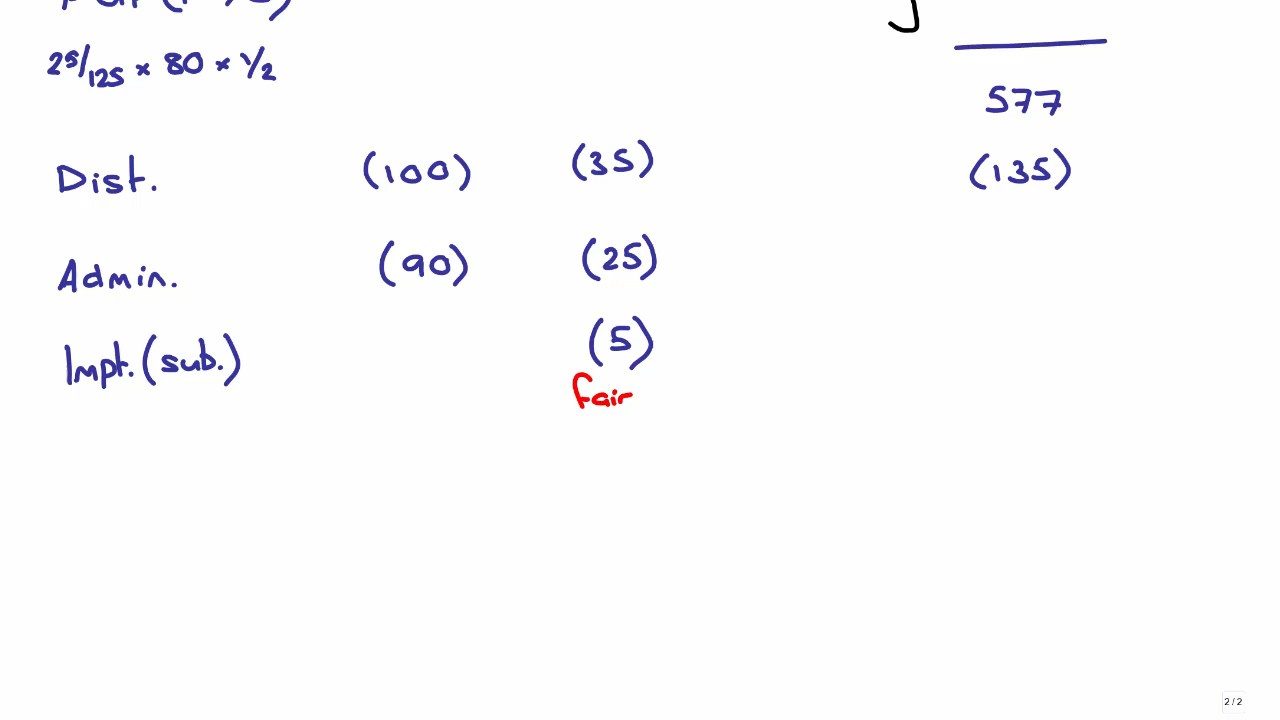 25/125 × 80 × 1/2
577
Dist. (100) (35) (135)
Admin. (90) (25)
Impt. (sub.) (5)
fair
2 / 2